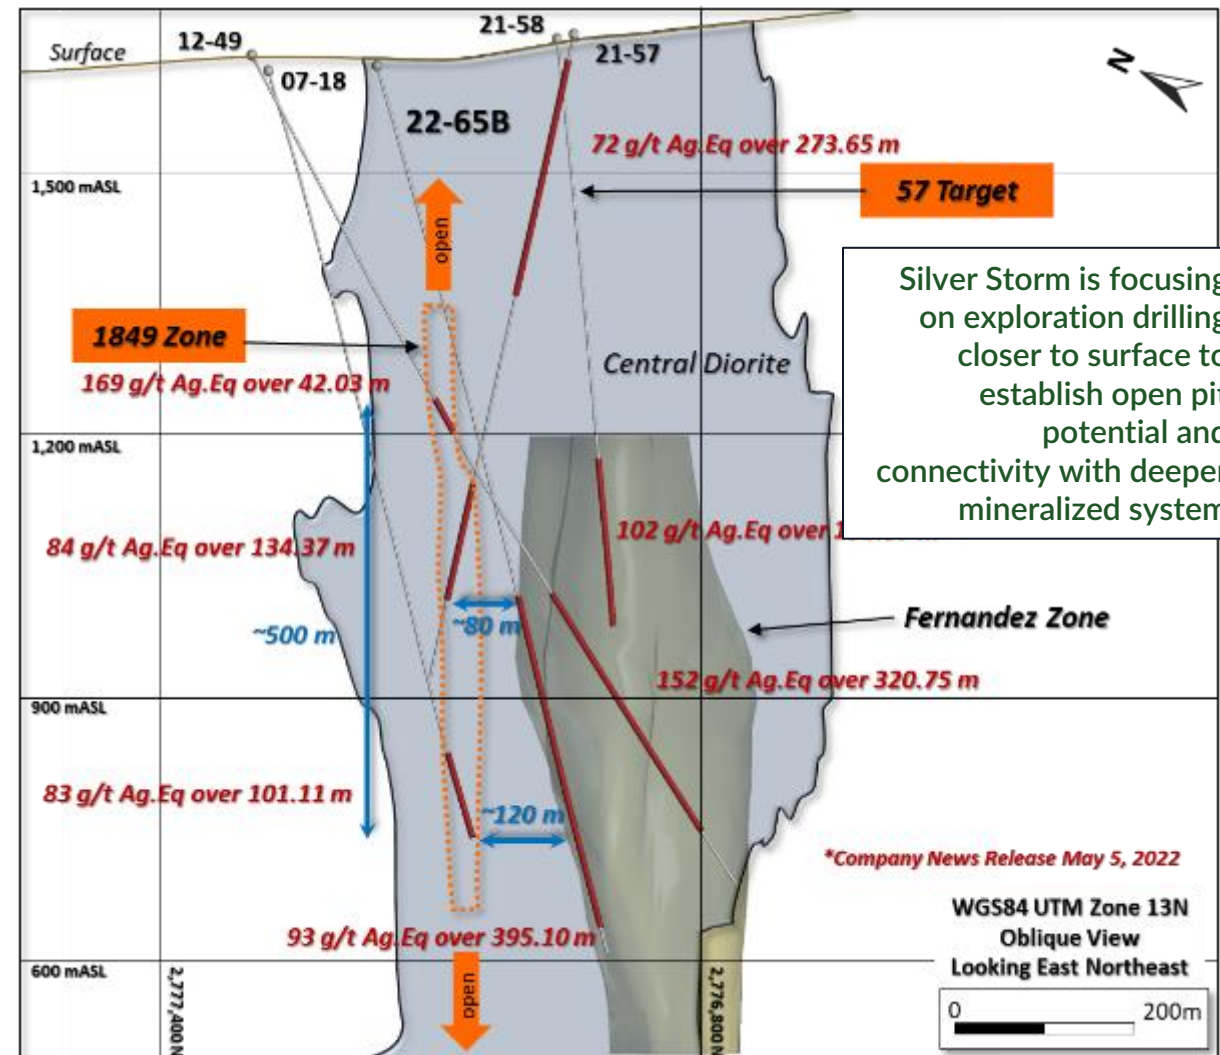 Surface
12-49
07-18
21-58
21-57
22-65B
N
72 g/t Ag.Eq over 273.65 m
1,500 mASL
57 Target
open
Silver Storm is focusing
on exploration drilling
closer to surface to
establish open pit
potential and
connectivity with deeper
mineralized system
1849 Zone
Central Diorite
169 g/t Ag.Eq over 42.03 m
1,200 mASL
102 g/t Ag.Eq over
84 g/t Ag.Eq over 134.37 m
~80 m
~500 m
Fernandez Zone
152 g/t Ag.Eq over 320.75 m
900 mASL
83 g/t Ag.Eq over 101.11 m
~120 m
*Company News Release May 5, 2022
93 g/t Ag.Eq over 395.10 m
WGS84 UTM Zone 13N
Oblique View
Looking East Northeast
600 mASL
2,777,400 N
open
2,776,800 N
0 200m